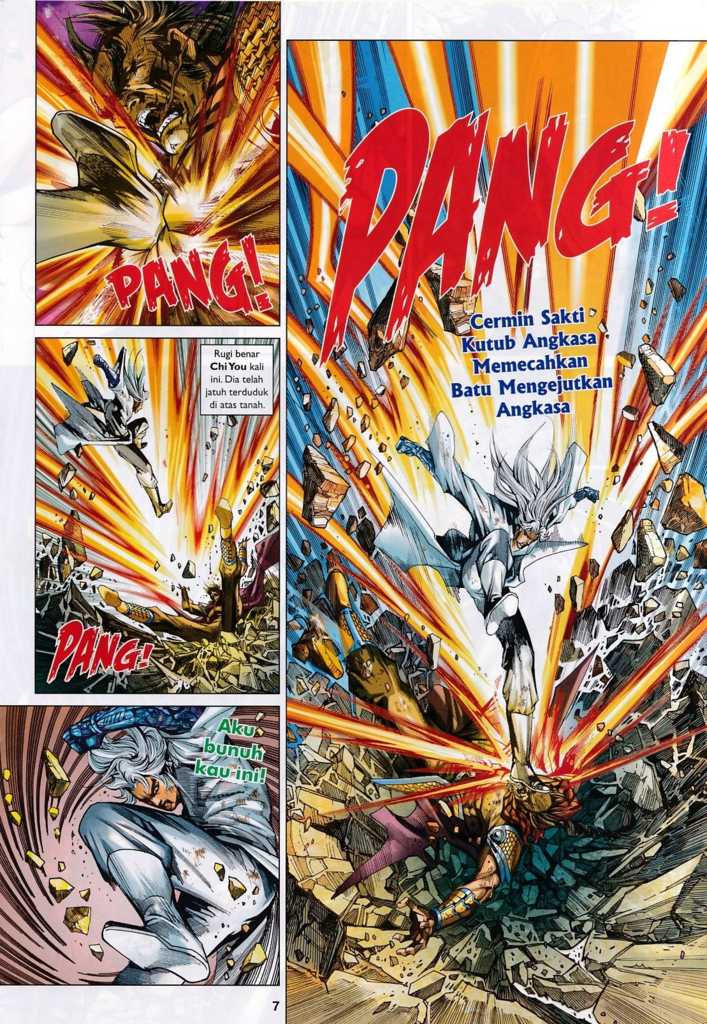 PANG!
Rugi benar
Chi You kali
ini. Dia telah
jatuh terduduk
di atas tanah.
PANG!
Aku
bunuh
kau ini!
PANG!
Cermin Sakti
Kutub Angkasa
Memecahkan
Batu Mengejutkan
Angkasa
7